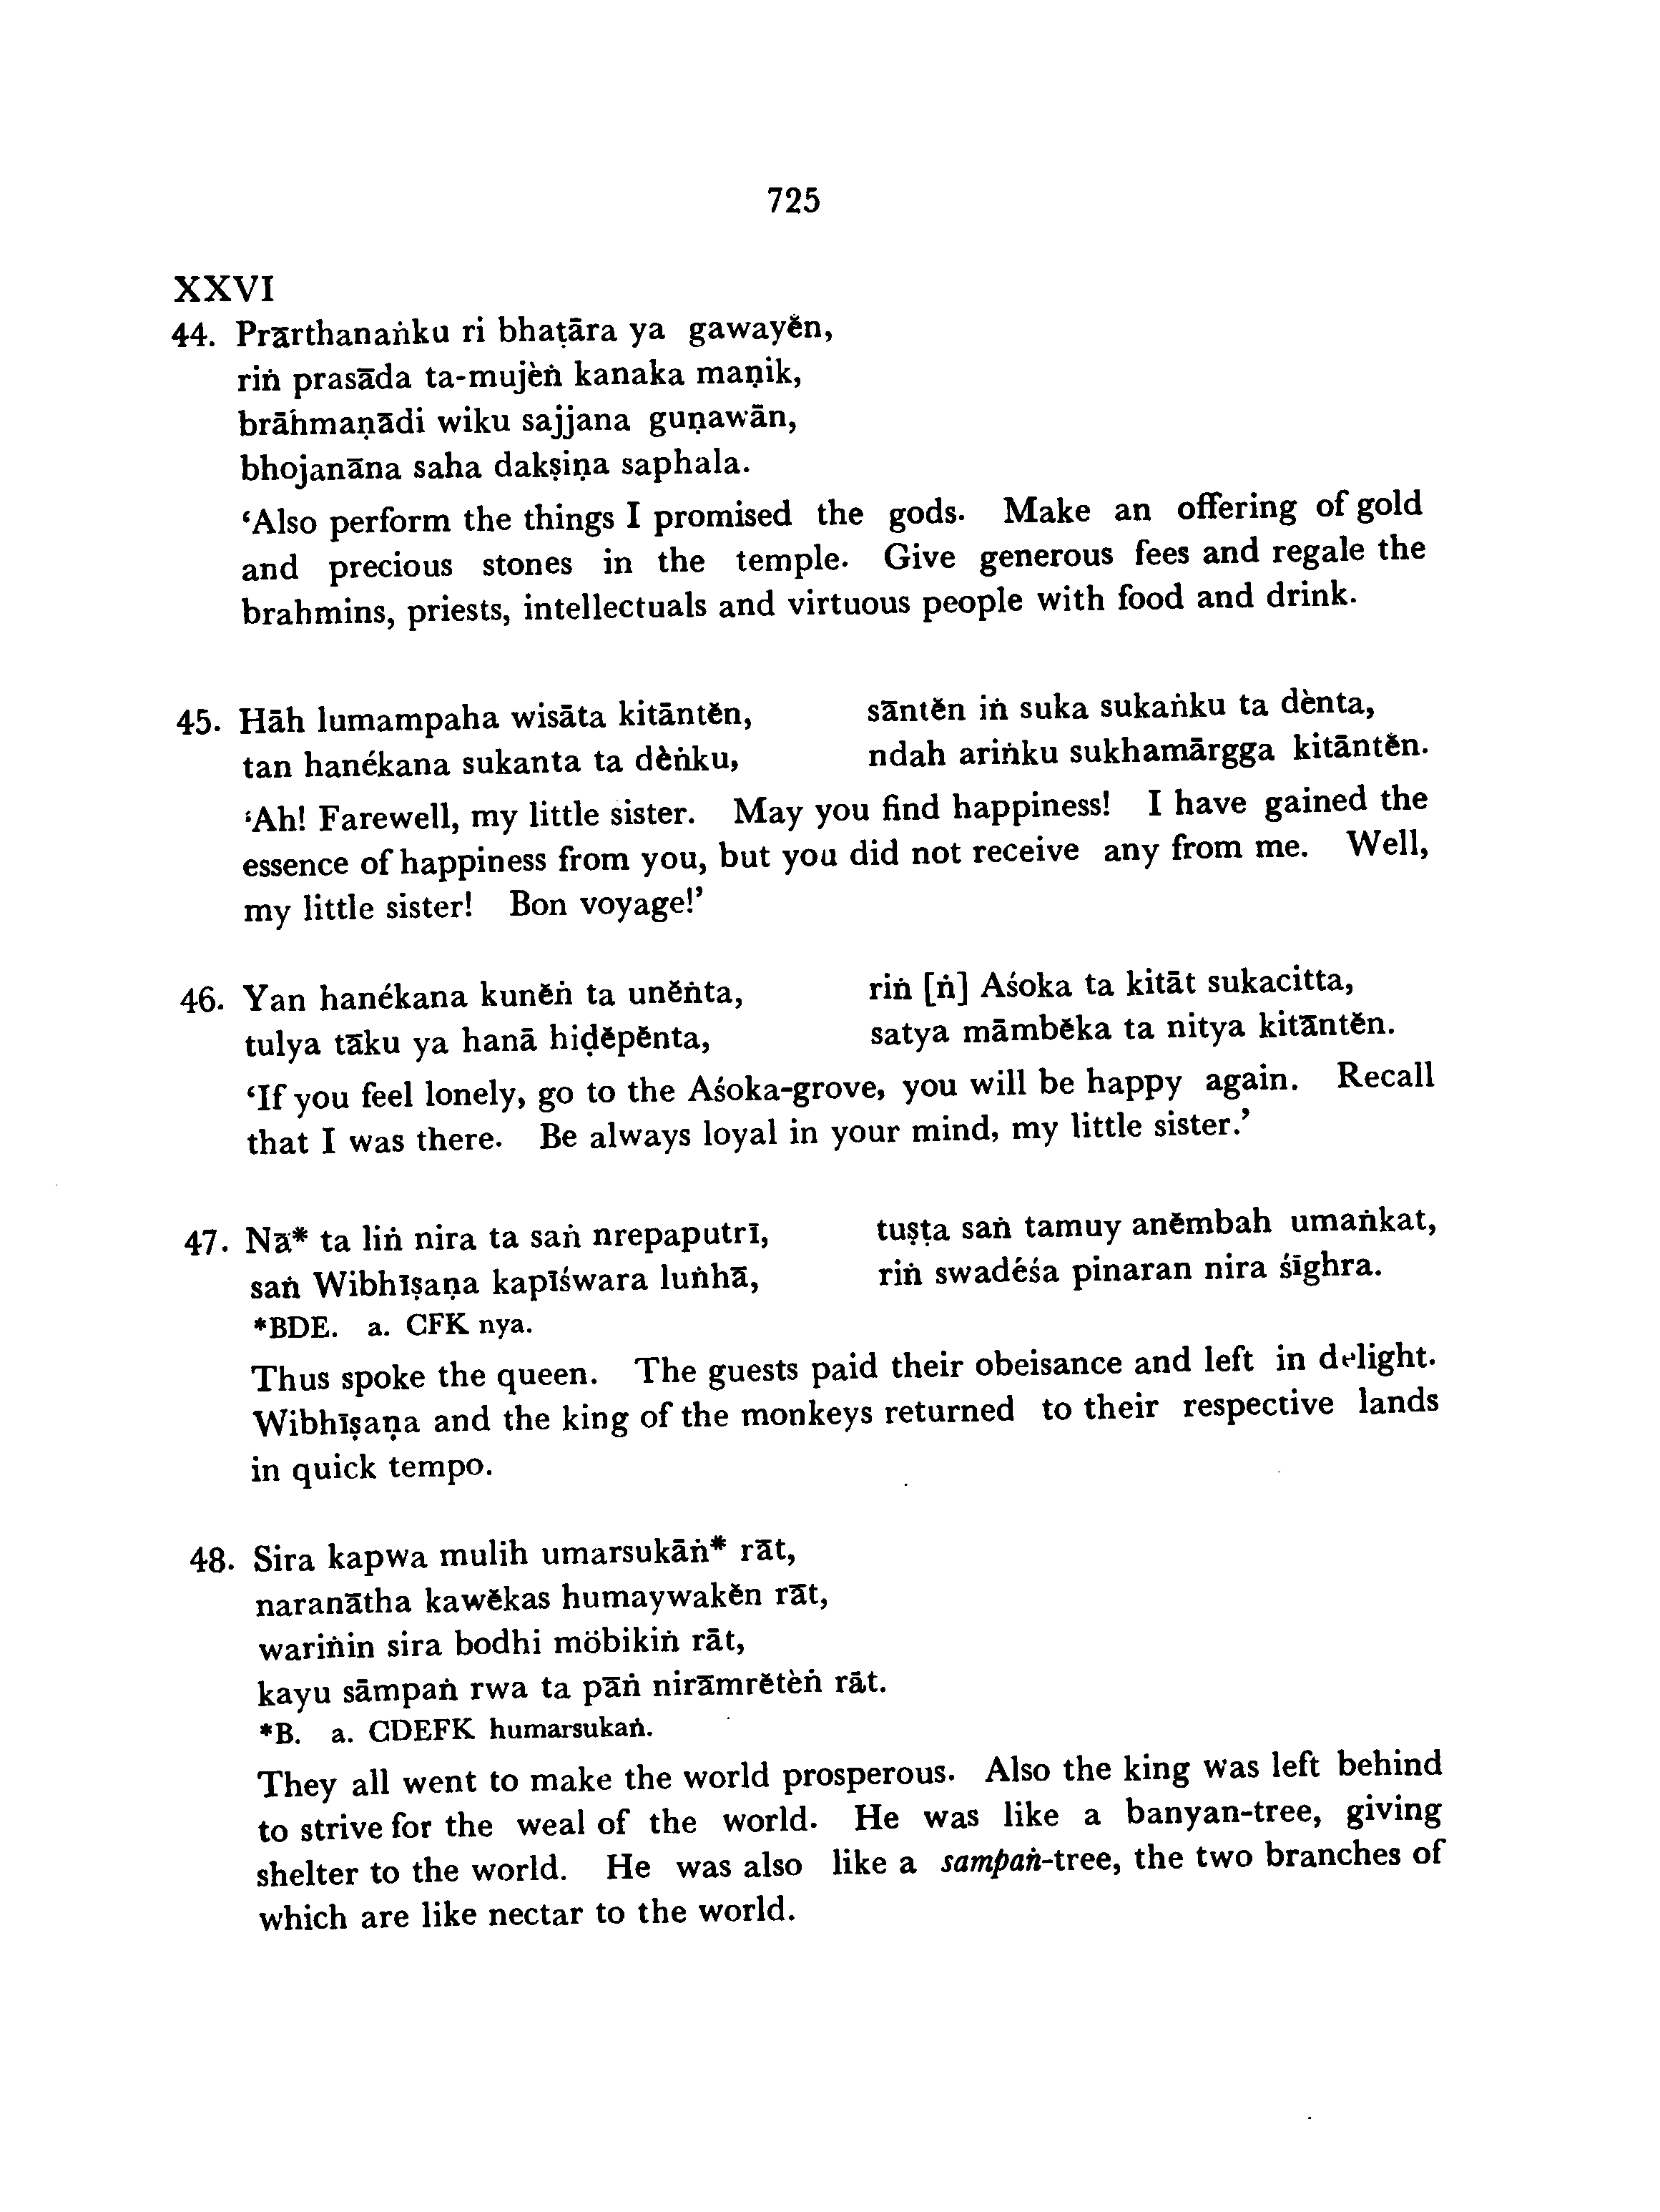 725
XXVI
44. Prārthanaṅku ri bhaṭāra ya gawayĕn,
riṅ prasāda ta-mujèṅ kanaka maṇik,
brāhmaṇādi wiku sajjana guṇawān,
bhojanāna saha dakṣiṇa saphala.
‘Also perform the things I promised the gods. Make an offering of gold
and precious stones in the temple. Give generous fees and regale the
brahmins, priests, intellectuals and virtuous people with food and drink.
45. Hāh lumampaha wisāta kitāntĕn, sāntĕn iṅ suka sukaṅku ta dènta,
tan hanékana sukanta ta dèṅku, ndah ariṅku sukhamārgga kitāntĕn.
‘Ah! Farewell, my little sister. May you find happiness! I have gained the
essence of happiness from you, but you did not receive any from me. Well,
my little sister! Bon voyage!’
46. Yan hanékana kunĕṅ ta unĕṅta, riṅ [ṅ] Aśoka ta kitāt sukacitta,
tulya tāku ya hanā hiḍĕpĕnta, satya māmbĕka ta nitya kitāntĕn.
‘If you feel lonely, go to the Aśoka-grove, you will be happy again. Recall
that I was there. Be always loyal in your mind, my little sister.’
47. Nā* ta liṅ nira ta saṅ nrepaputrī, tuṣṭa saṅ tamuy anĕmbah umaṅkat,
saṅ Wibhīṣaṇa kapīśwara luṅhā, riṅ swadéśa pinaran nira śīghra.
*BDE. a. CFK nya.
Thus spoke the queen. The guests paid their obeisance and left in delight.
Wibhīṣaṇa and the king of the monkeys returned to their respective lands
in quick tempo.
48. Sira kapwa mulih umarsukāṅ* rāt,
naranātha kawĕkas humaywakĕn rāt,
wariṅin sira bodhi möbikiṅ rāt,
kayu sāmpaṅ rwa ta pāṅ nirāmrĕtèṅ rāt.
*B. a. CDEFK humarsukaṅ.
They all went to make the world prosperous. Also the king was left behind
to strive for the weal of the world. He was like a banyan-tree, giving
shelter to the world. He was also like a sampaṅ-tree, the two branches of
which are like nectar to the world.